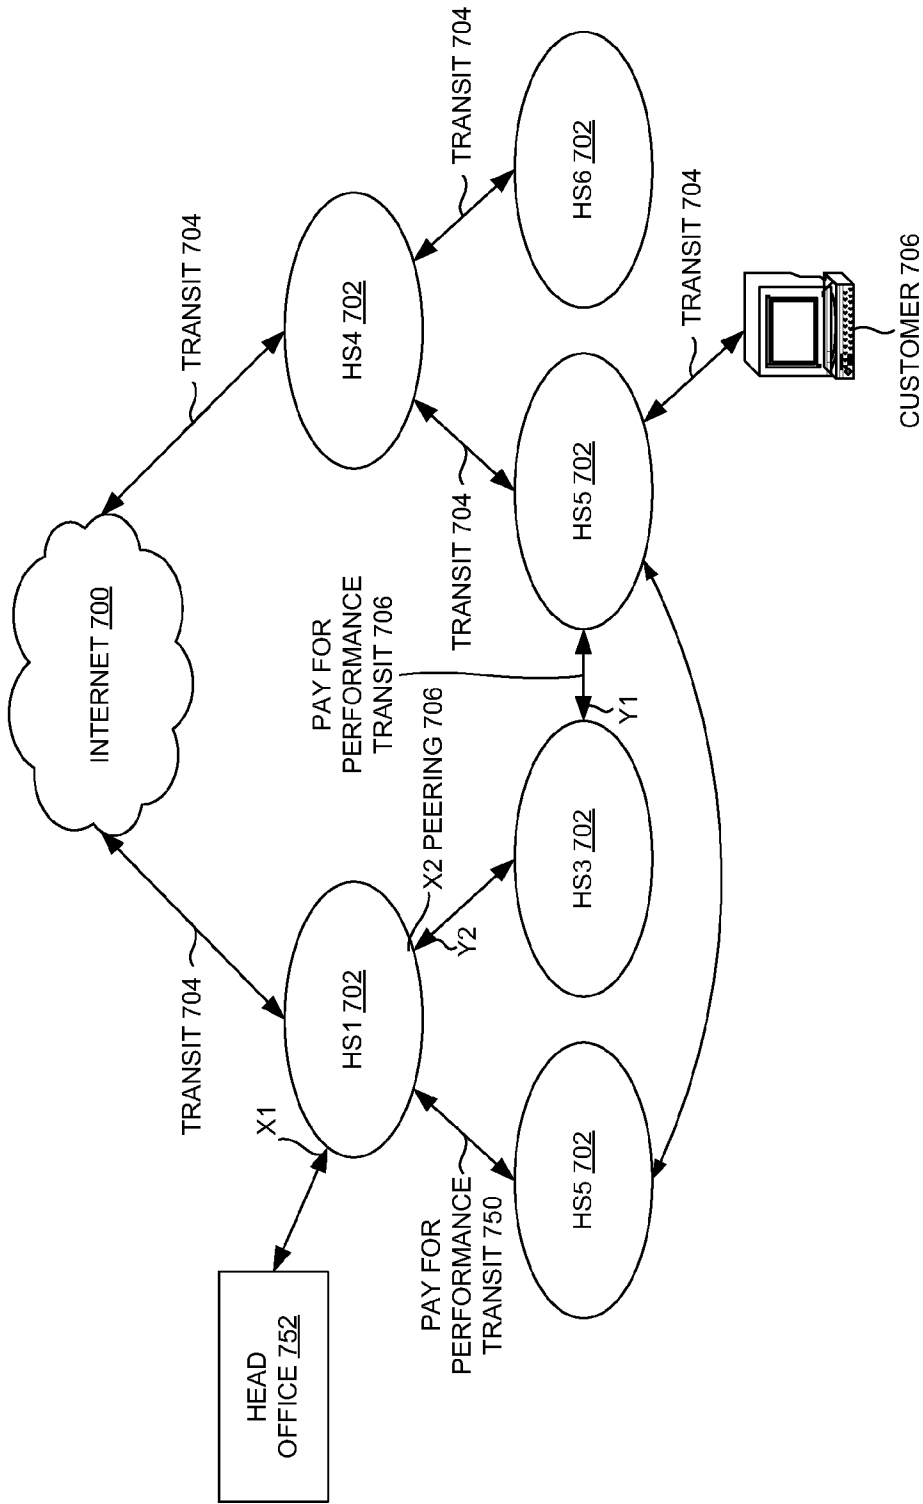 INTERNET 700
TRANSIT 704
TRANSIT 704
HEAD
OFFICE 752
X1
HS1 702
HS4 702
X2 PEERING 706
Y2
PAY FOR
PERFORMANCE
TRANSIT 750
PAY FOR
PERFORMANCE
TRANSIT 706
TRANSIT 704
TRANSIT 704
HS5 702
HS3 702
Y1
HS5 702
HS6 702
TRANSIT 704
CUSTOMER 706